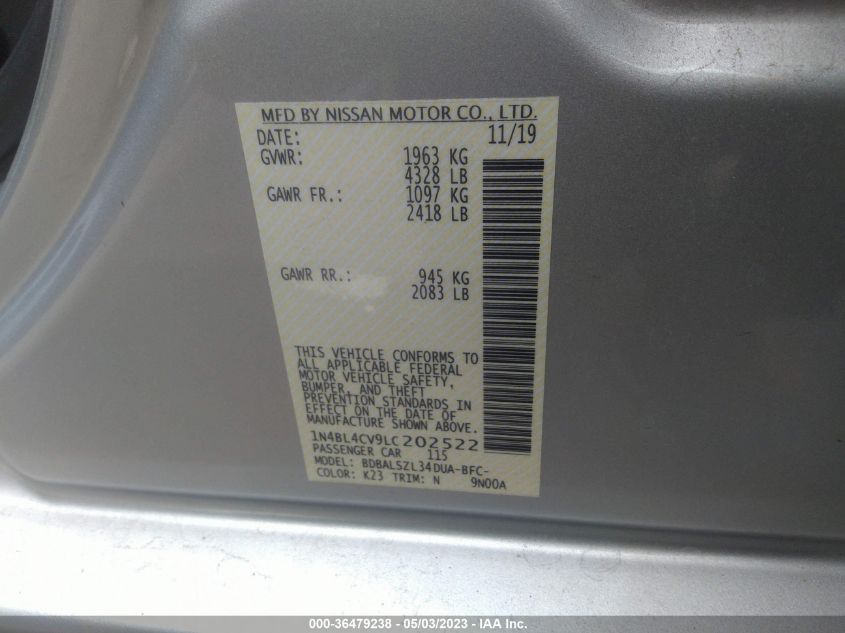 MFD BY NISSAN MOTOR CO., LTD.
DATE: 11/19
GVWR: 1963 KG
4328 LB
GAWR FR.: 1097 KG
2418 LB
GAWR RR.: 945 KG
2083 LB
THIS VEHICLE CONFORMS TO
ALL APPLICABLE FEDERAL
MOTOR VEHICLE SAFETY,
BUMPER, AND THEFT
PREVENTION STANDARDS IN
EFFECT ON THE DATE OF
MANUFACTURE SHOWN ABOVE.
1N4BL4CV9LC202522
PASSENGER CAR 115
MODEL: BDBALSZL34DUA-BFC-
COLOR: K23 TRIM: N 9N00A
000-36479238 - 05/03/2023 - IAA Inc.